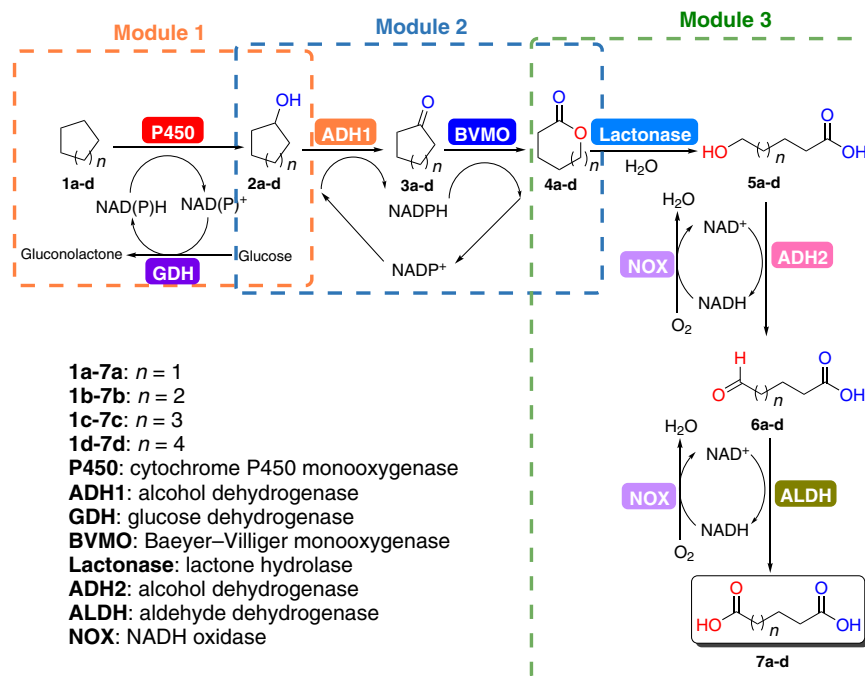 Module 1
Module 2
Module 3
P450
ADH1
BVMO
Lactonase
H₂O
OH
O
O
O
HO
O
OH
n
n
n
n
n
1a-d
2a-d
3a-d
4a-d
5a-d
NAD(P)H
NAD(P)⁺
NADPH
NADP⁺
Gluconolactone
GDH
Glucose
H₂O
NAD⁺
NOX
ADH2
NADH
O₂
H
O
O
OH
n
6a-d
H₂O
NAD⁺
NOX
ALDH
NADH
O₂
O
O
HO
OH
n
7a-d
1a-7a: n = 1
1b-7b: n = 2
1c-7c: n = 3
1d-7d: n = 4
P450: cytochrome P450 monooxygenase
ADH1: alcohol dehydrogenase
GDH: glucose dehydrogenase
BVMO: Baeyer–Villiger monooxygenase
Lactonase: lactone hydrolase
ADH2: alcohol dehydrogenase
ALDH: aldehyde dehydrogenase
NOX: NADH oxidase